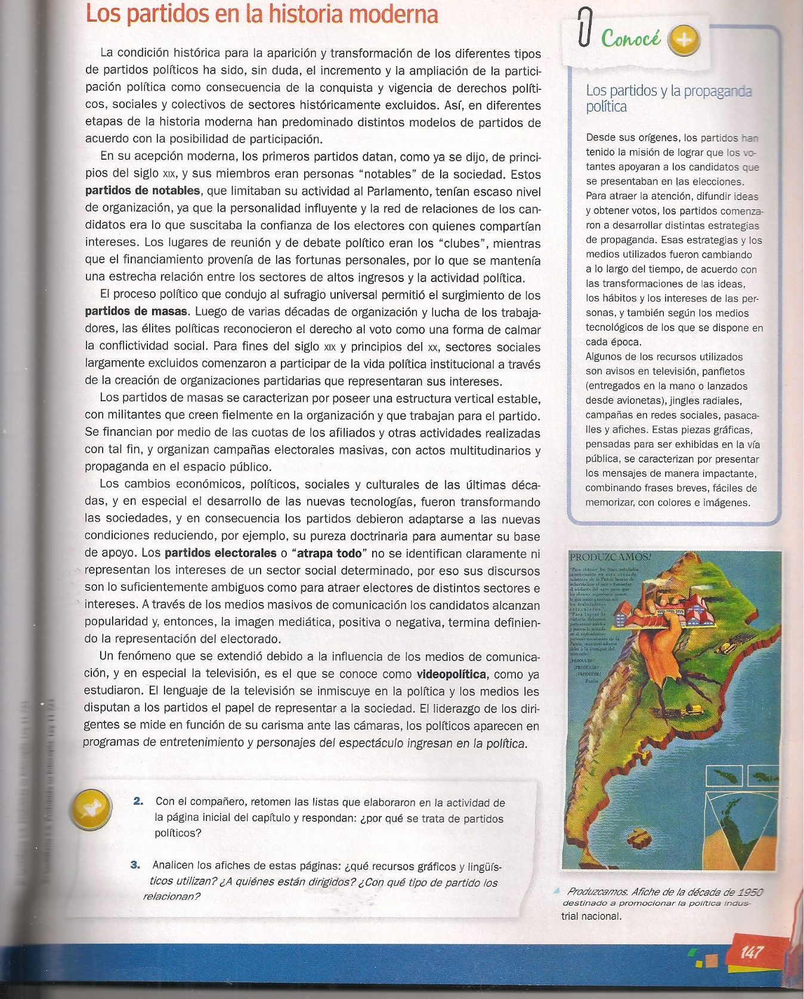 Los partidos en la historia moderna
La condición histórica para la aparición y transformación de los diferentes tipos
de partidos políticos ha sido, sin duda, el incremento y la ampliación de la partici-
pación política como consecuencia de la conquista y vigencia de derechos políti-
cos, sociales y colectivos de sectores históricamente excluidos. Así, en diferentes
etapas de la historia moderna han predominado distintos modelos de partidos de
acuerdo con la posibilidad de participación.
En su acepción moderna, los primeros partidos datan, como ya se dijo, de princi-
pios del siglo XIX, y sus miembros eran personas “notables” de la sociedad. Estos
partidos de notables, que limitaban su actividad al Parlamento, tenían escaso nivel
de organización, ya que la personalidad influyente y la red de relaciones de los can-
didatos era lo que suscitaba la confianza de los electores con quienes compartían
intereses. Los lugares de reunión y de debate político eran los “clubes”, mientras
que el financiamiento provenía de las fortunas personales, por lo que se mantenía
una estrecha relación entre los sectores de altos ingresos y la actividad política.
El proceso político que condujo al sufragio universal permitió el surgimiento de los
partidos de masas. Luego de varias décadas de organización y lucha de los trabaja-
dores, las élites políticas reconocieron el derecho al voto como una forma de calmar
la conflictividad social. Para fines del siglo XIX y principios del XX, sectores sociales
largamente excluidos comenzaron a participar de la vida política institucional a través
de la creación de organizaciones partidarias que representaran sus intereses.
Los partidos de masas se caracterizan por poseer una estructura vertical estable,
con militantes que creen fielmente en la organización y que trabajan para el partido.
Se financian por medio de las cuotas de los afiliados y otras actividades realizadas
con tal fin, y organizan campañas electorales masivas, con actos multitudinarios y
propaganda en el espacio público.
Los cambios económicos, políticos, sociales y culturales de las últimas déca-
das, y en especial el desarrollo de las nuevas tecnologías, fueron transformando
las sociedades, y en consecuencia los partidos debieron adaptarse a las nuevas
condiciones reduciendo, por ejemplo, su pureza doctrinaria para aumentar su base
de apoyo. Los partidos electorales o “atrapa todo” no se identifican claramente ni
representan los intereses de un sector social determinado, por eso sus discursos
son lo suficientemente ambiguos como para atraer electores de distintos sectores e
intereses. A través de los medios masivos de comunicación los candidatos alcanzan
popularidad y, entonces, la imagen mediática, positiva o negativa, termina definien-
do la representación del electorado.
Un fenómeno que se extendió debido a la influencia de los medios de comunica-
ción, y en especial la televisión, es el que se conoce como videopolítica, como ya
estudiaron. El lenguaje de la televisión se inmiscuye en la política y los medios les
disputan a los partidos el papel de representar a la sociedad. El liderazgo de los diri-
gentes se mide en función de su carisma ante las cámaras, los políticos aparecen en
programas de entretenimiento y personajes del espectáculo ingresan en la política.
2. Con el compañero, retomen las listas que elaboraron en la actividad de
la página inicial del capítulo y respondan: ¿por qué se trata de partidos
políticos?
3. Analicen los afiches de estas páginas: ¿qué recursos gráficos y lingüís-
ticos utilizan? ¿A quiénes están dirigidos? ¿Con qué tipo de partido los
relacionan?
Conocé +
Los partidos y la propaganda
política
Desde sus orígenes, los partidos han
tenido la misión de lograr que los vo-
tantes apoyaran a los candidatos que
se presentaban en las elecciones.
Para atraer la atención, difundir ideas
y obtener votos, los partidos comenza-
ron a desarrollar distintas estrategias
de propaganda. Esas estrategias y los
medios utilizados fueron cambiando
a lo largo del tiempo, de acuerdo con
las transformaciones de las ideas,
los hábitos y los intereses de las per-
sonas, y también según los medios
tecnológicos de los que se dispone en
cada época.
Algunos de los recursos utilizados
son avisos en televisión, panfletos
(entregados en la mano o lanzados
desde avionetas), jingles radiales,
campañas en redes sociales, pasaca-
lles y afiches. Estas piezas gráficas,
pensadas para ser exhibidas en la vía
pública, se caracterizan por presentar
los mensajes de manera impactante,
combinando frases breves, fáciles de
memorizar, con colores e imágenes.
PRODUZCAMOS!
¡PRODUCIR!
¡PRODUCIR!
¡PRODUCIR!
PERÓN
Produzcamos. Afiche de la década de 1950
destinado a promocionar la política indus-
trial nacional.
147